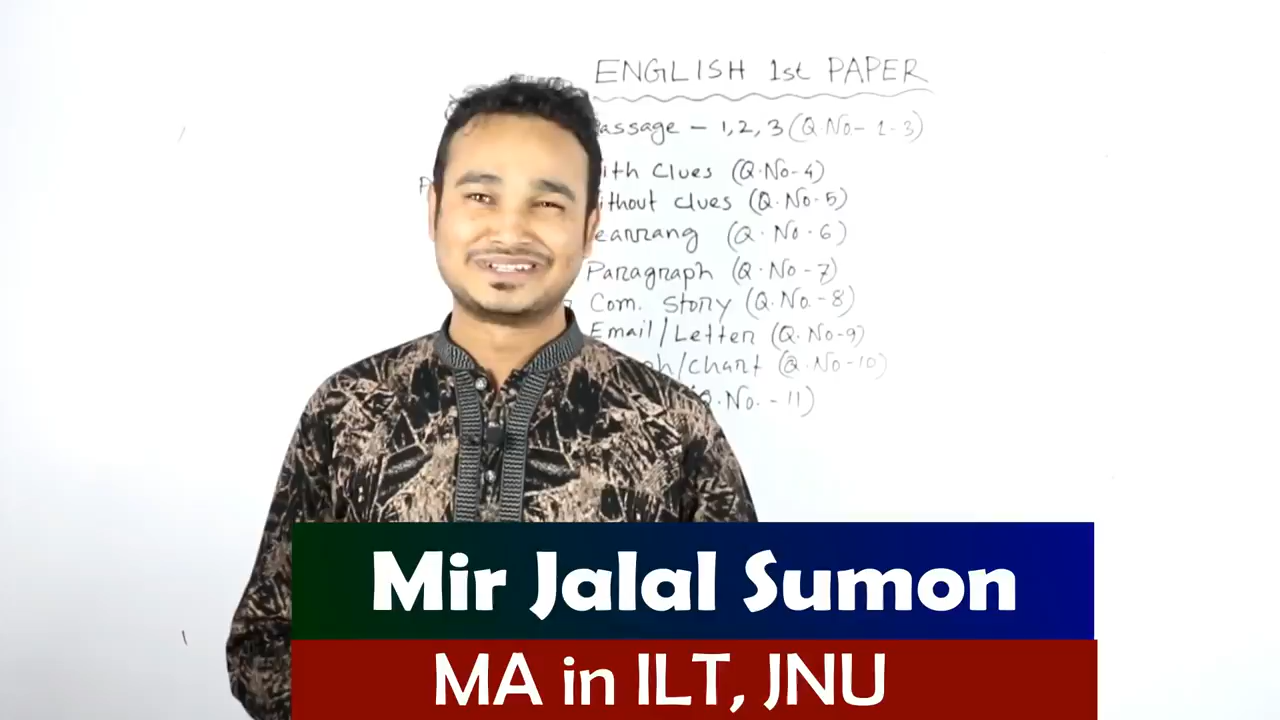 ENGLISH 1st PAPER
assage - 1, 2, 3 (Q.No- 1-3)
ith Clues (Q.No-4)
ithout clues (Q.No-5)
earrang (Q.No-6)
Paragraph (Q.No-7)
Com. Story (Q.No.-8)
Email/Letter (Q.No-9)
ph/chart (Q.No-10)
(Q.No.-11)
Mir Jalal Sumon
MA in ILT, JNU